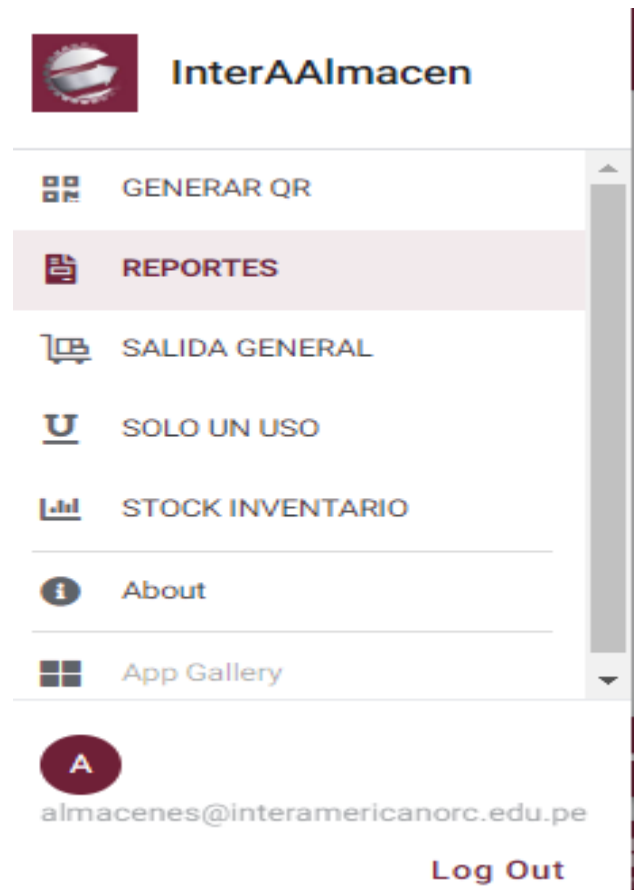 InterAAlmacen
GENERAR QR
REPORTES
SALIDA GENERAL
SOLO UN USO
STOCK INVENTARIO
About
App Gallery
A
almacenes@interamericanorc.edu.pe
Log Out